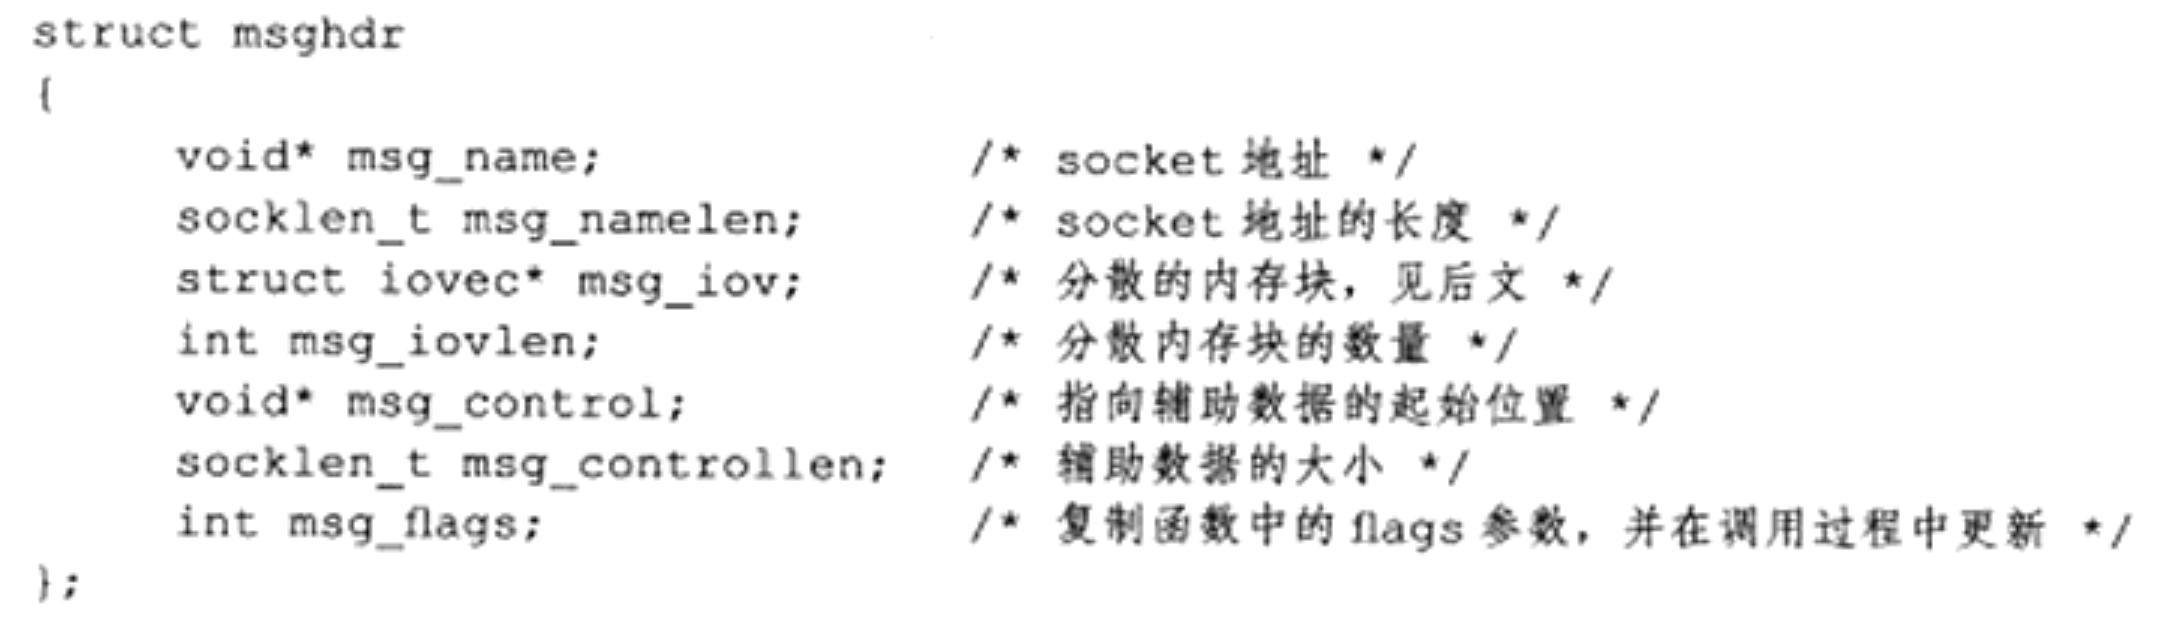 struct msghdr
{
void* msg_name; /* socket 地址 */
socklen_t msg_namelen; /* socket 地址的长度 */
struct iovec* msg_iov; /* 分散的内存块，见后文 */
int msg_iovlen; /* 分散内存块的数量 */
void* msg_control; /* 指向辅助数据的起始位置 */
socklen_t msg_controllen; /* 辅助数据的大小 */
int msg_flags; /* 复制函数中的 flags 参数，并在调用过程中更新 */
};